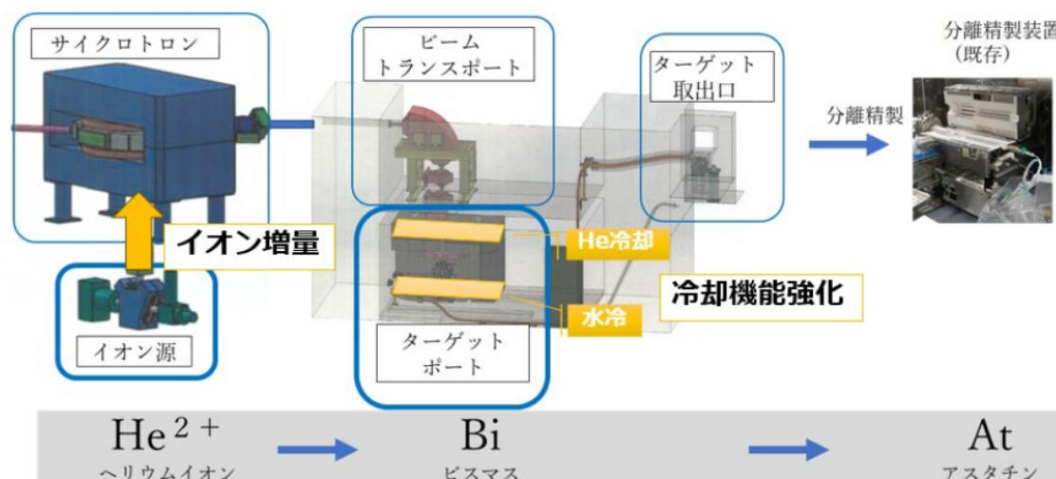 サイクロトロン
ビーム
トランスポート
ターゲット
取出口
分離精製装置
(既存)
分離精製
イオン増量
He冷却
冷却機能強化
水冷
イオン源
ターゲット
ポート
He²⁺
Bi
At
ヘリウムイオン
ビスマス
アスタチン